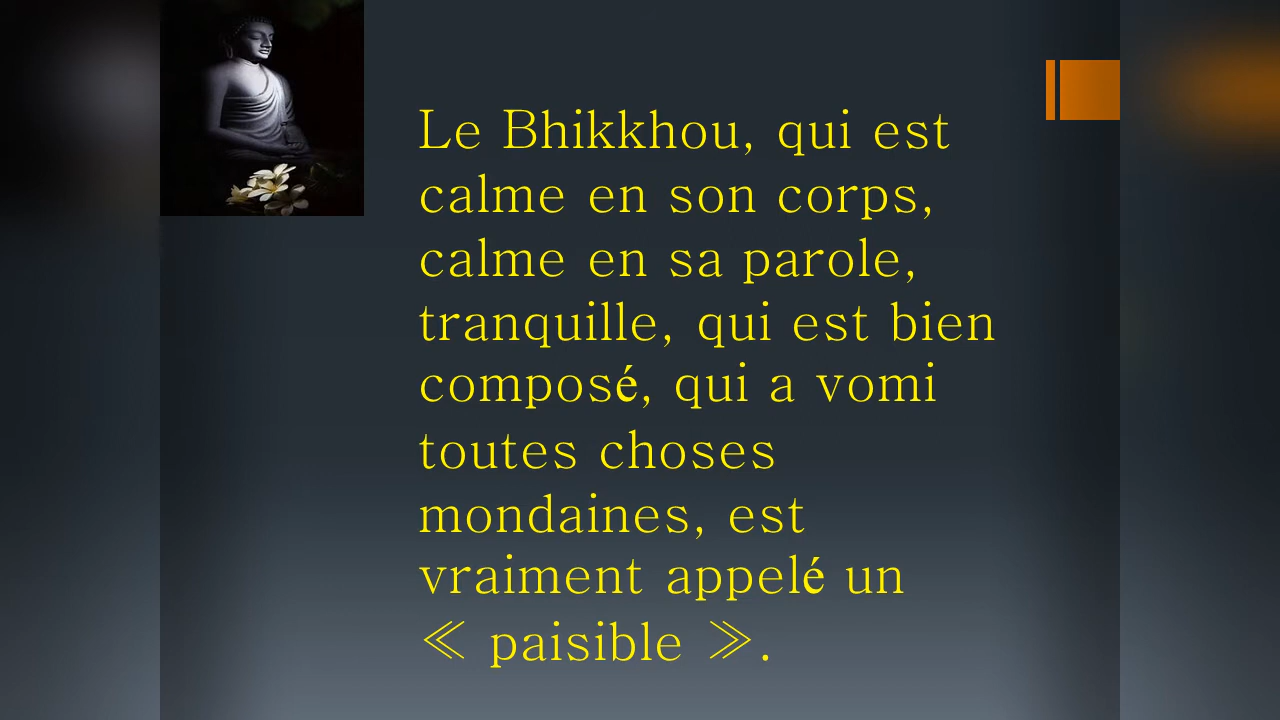 Le Bhikkhou, qui est
calme en son corps,
calme en sa parole,
tranquille, qui est bien
composé, qui a vomi
toutes choses
mondaines, est
vraiment appelé un
≪ paisible ≫.